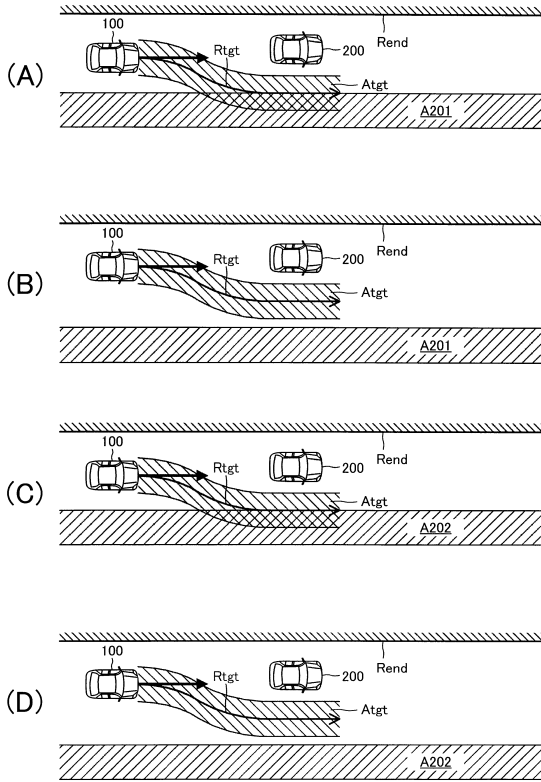 (A)
100
Rtgt
200
Rend
Atgt
A201
(B)
100
Rtgt
200
Rend
Atgt
A201
(C)
100
Rtgt
200
Rend
Atgt
A202
(D)
100
Rtgt
200
Rend
Atgt
A202